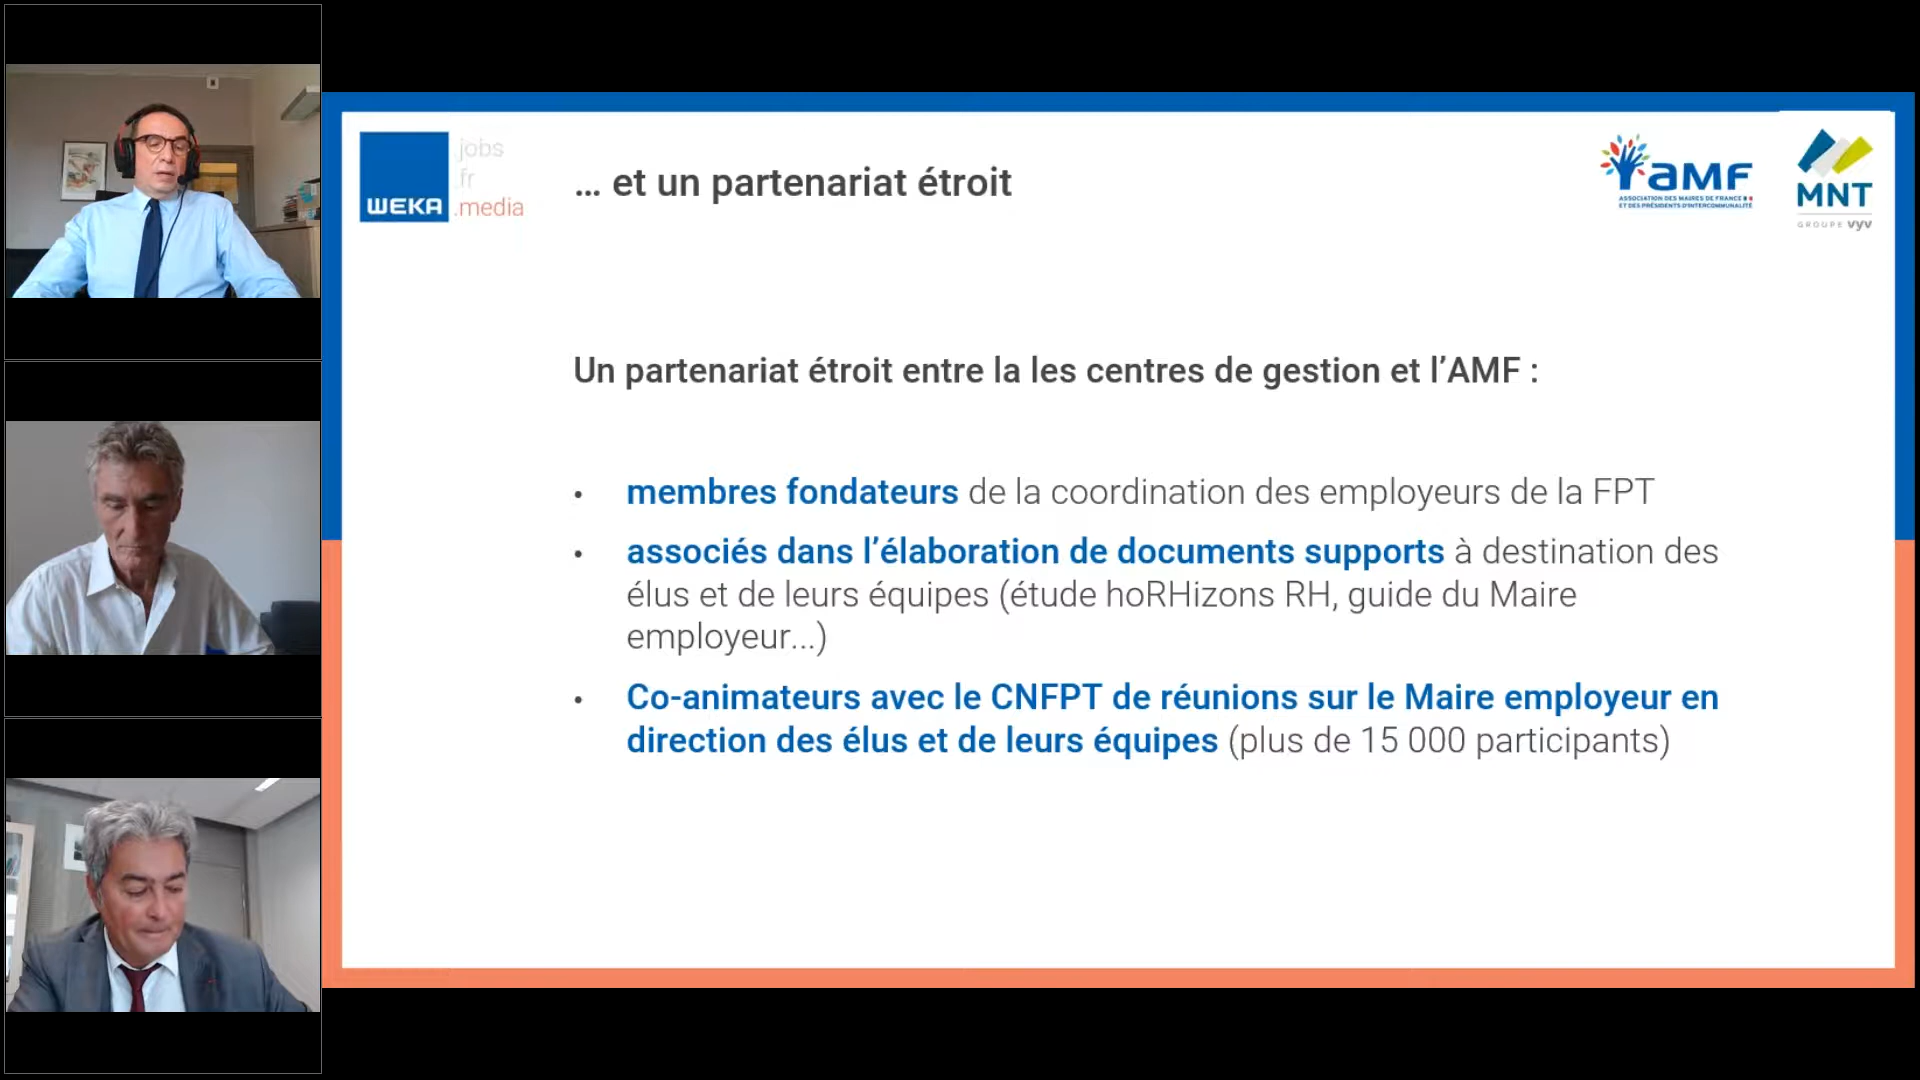 WEKA
.jobs
.fr
.media
... et un partenariat étroit
aMF
ASSOCIATION DES MAIRES DE FRANCE
ET DES PRÉSIDENTS D'INTERCOMMUNALITÉ
MNT
GROUPE vyv
Un partenariat étroit entre la les centres de gestion et l’AMF :
• membres fondateurs de la coordination des employeurs de la FPT
• associés dans l’élaboration de documents supports à destination des
élus et de leurs équipes (étude hoRHizons RH, guide du Maire
employeur...)
• Co-animateurs avec le CNFPT de réunions sur le Maire employeur en
direction des élus et de leurs équipes (plus de 15 000 participants)